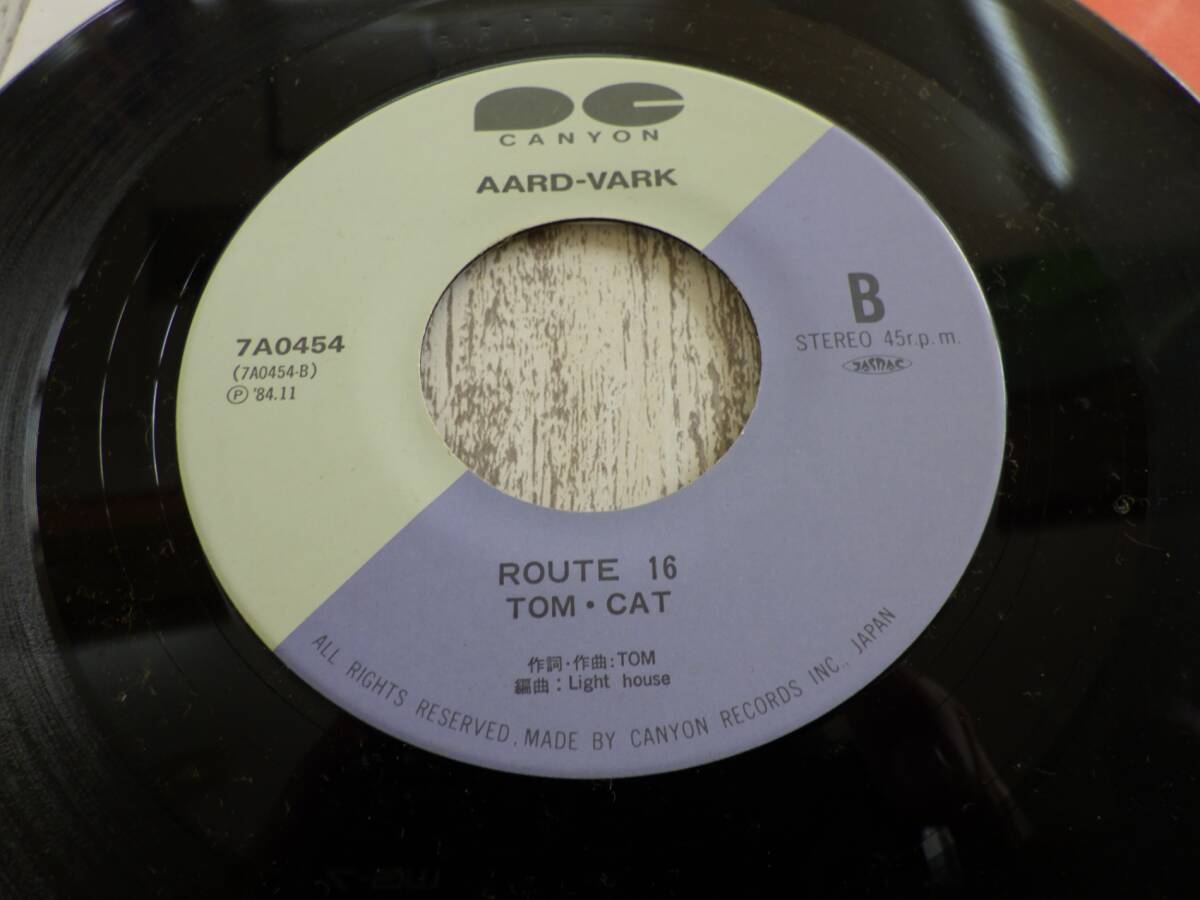 CANYON
AARD-VARK
7A0454
(7A0454-B)
Ⓟ '84.11
B
STEREO 45r.p.m.
JASRAC
ROUTE 16
TOM・CAT
作詞・作曲:TOM
編曲:Light house
ALL RIGHTS RESERVED. MADE BY CANYON RECORDS INC., JAPAN